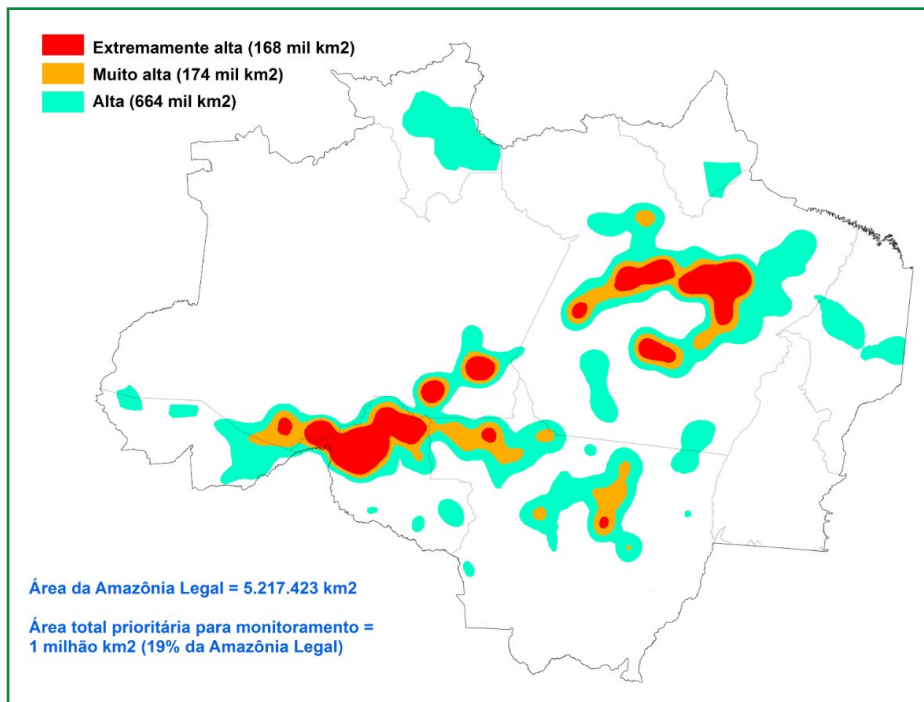 Extremamente alta (168 mil km2)
Muito alta (174 mil km2)
Alta (664 mil km2)
Área da Amazônia Legal = 5.217.423 km2
Área total prioritária para monitoramento =
1 milhão km2 (19% da Amazônia Legal)